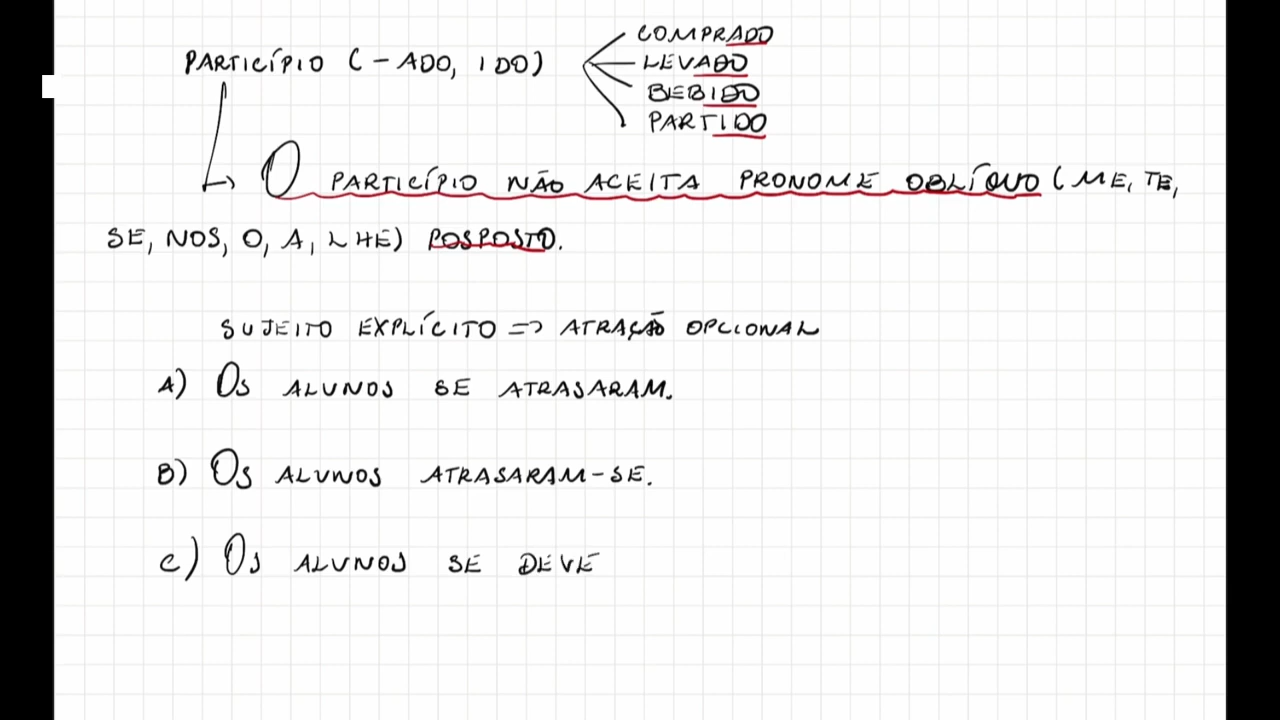 PARTICÍPIO (-ADO, IDO)
COMPRADO
LEVADO
BEBIDO
PARTIDO
O PARTICÍPIO NÃO ACEITA PRONOME OBLÍQUO (ME, TE,
SE, NOS, O, A, LHE) POSPOSTO.
SUJEITO EXPLÍCITO => ATRAÇÃO OPCIONAL
A) OS ALUNOS SE ATRASARAM.
B) OS ALUNOS ATRASARAM-SE.
C) OS ALUNOS SE DEVE